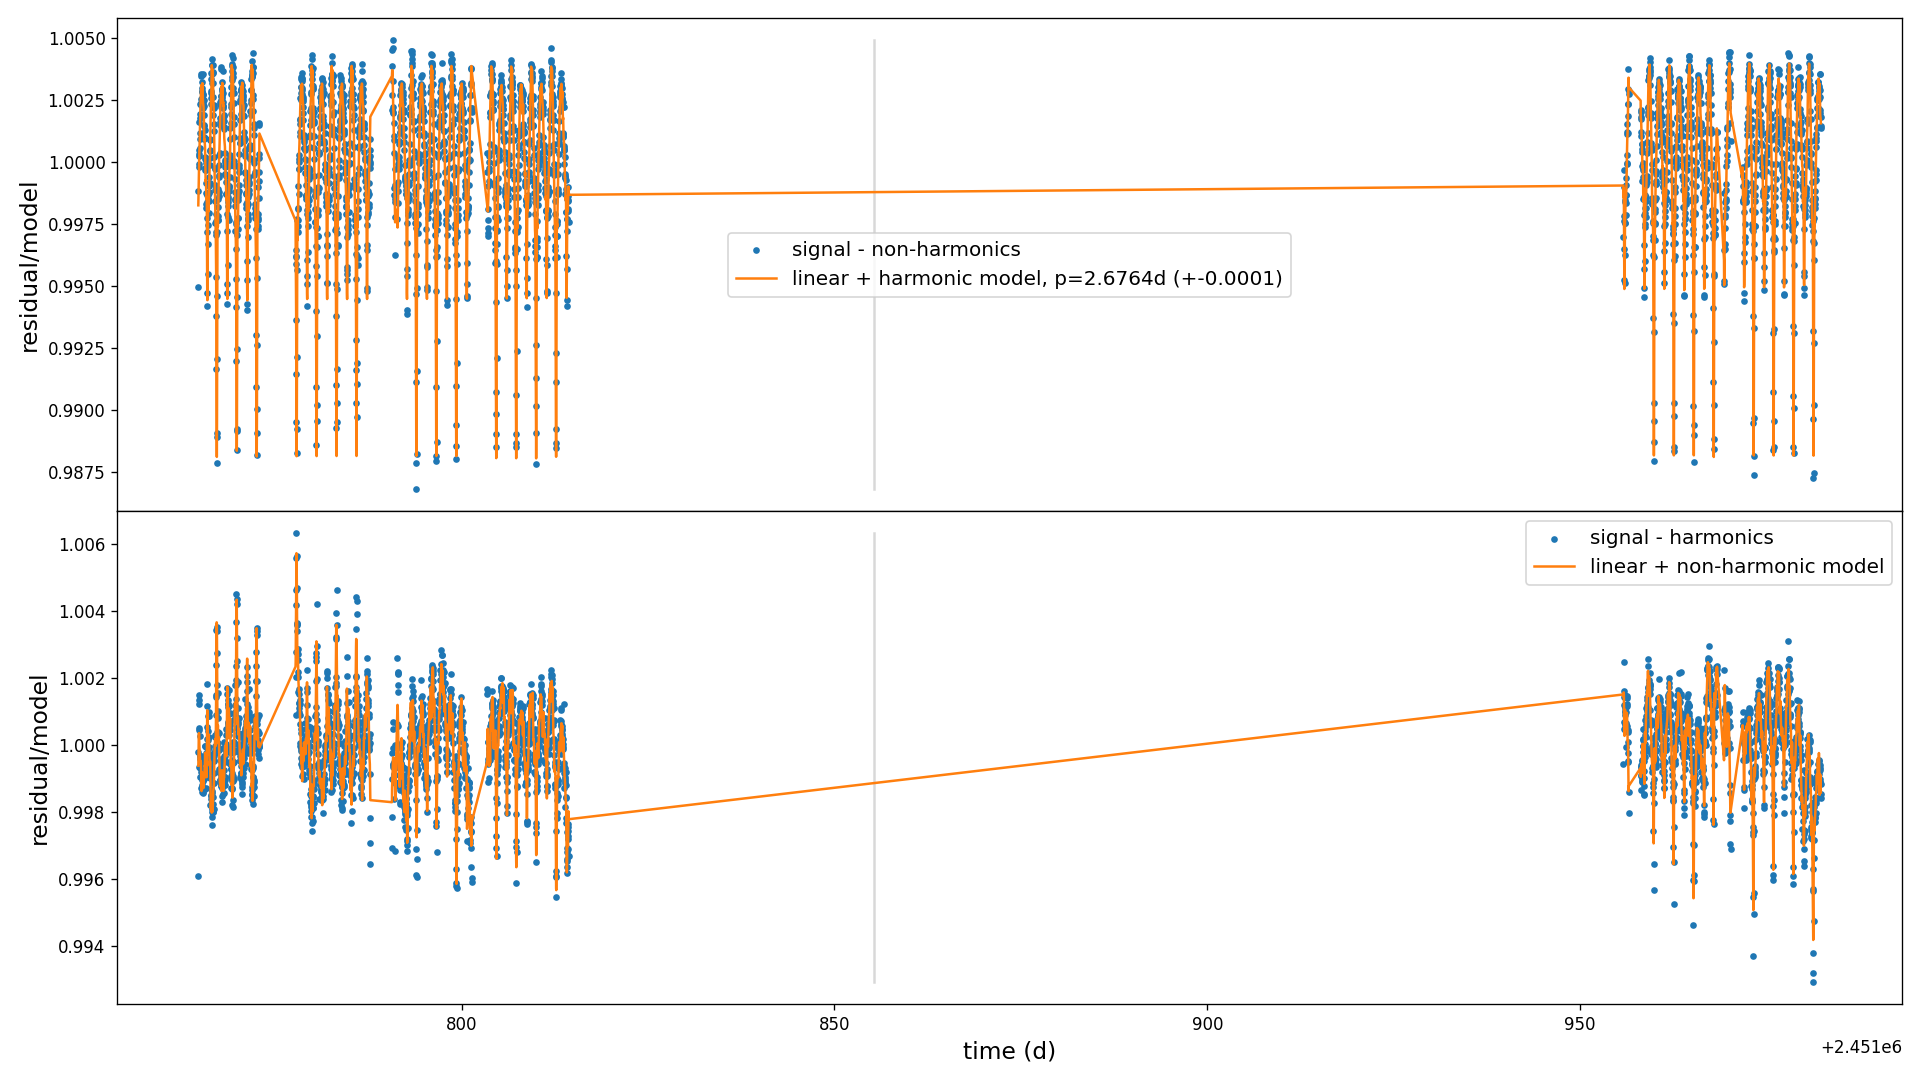 1.0050
1.0025
1.0000
0.9975
0.9950
0.9925
0.9900
0.9875
residual/model
signal - non-harmonics
linear + harmonic model, p=2.6764d (+-0.0001)
1.006
1.004
1.002
1.000
0.998
0.996
0.994
residual/model
signal - harmonics
linear + non-harmonic model
800
850
900
950
time (d)
+2.451e6